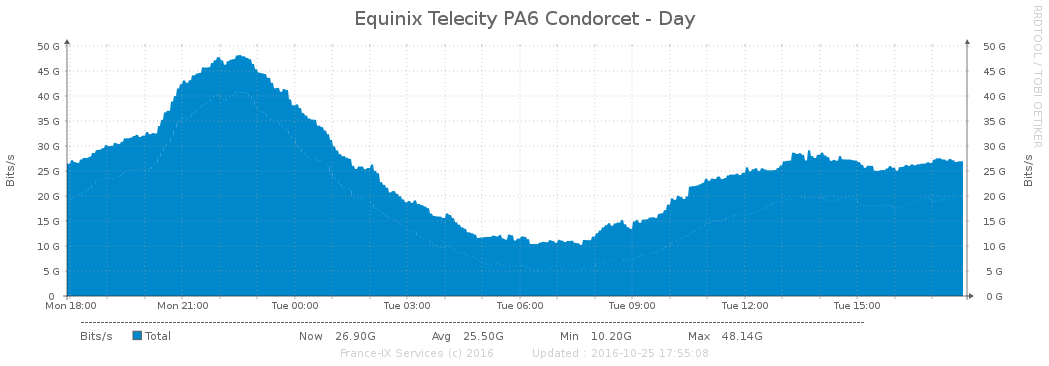 Equinix Telecity PA6 Condorcet - Day
RRDTOOL / TOBI OETIKER
Bits/s
50 G
45 G
40 G
35 G
30 G
25 G
20 G
15 G
10 G
5 G
0
50 G
45 G
40 G
35 G
30 G
25 G
20 G
15 G
10 G
5 G
0 G
Bits/s
Mon 18:00 Mon 21:00 Tue 00:00 Tue 03:00 Tue 06:00 Tue 09:00 Tue 12:00 Tue 15:00
Bits/s Total Now 26.90G Avg 25.50G Min 10.20G Max 48.14G
France-IX Services (c) 2016 Updated : 2016-10-25 17:55:08